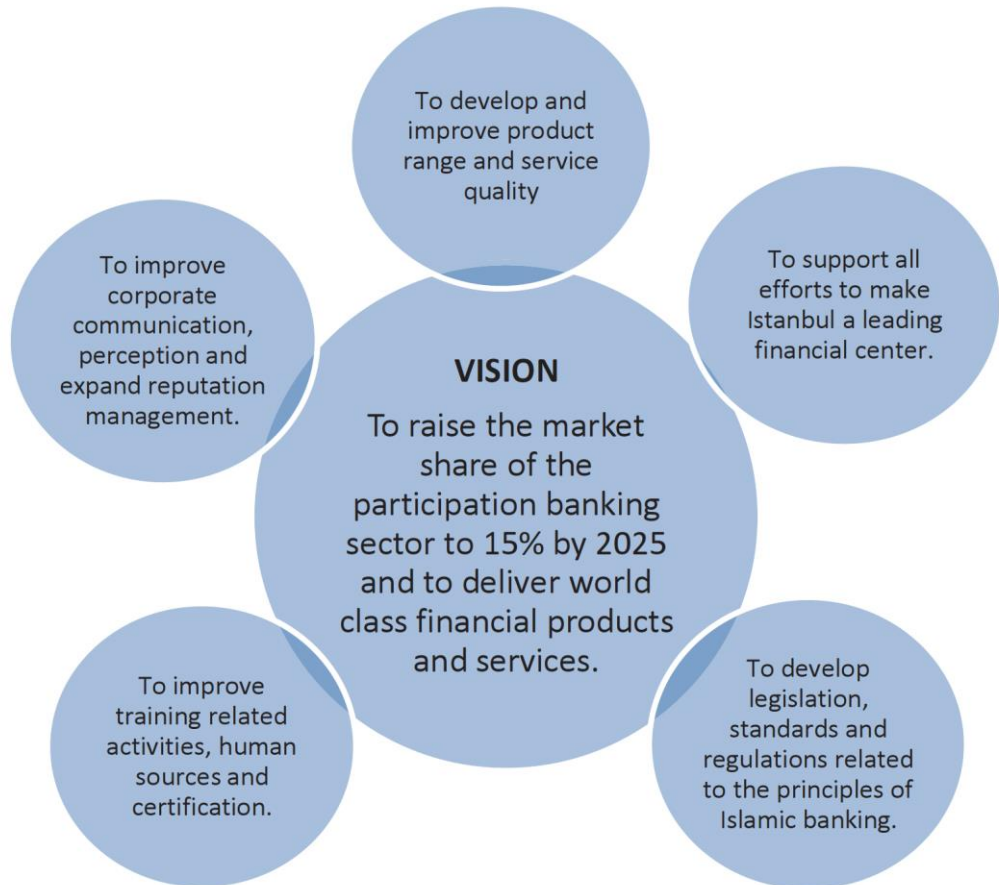 To develop and
improve product
range and service
quality
To support all
efforts to make
Istanbul a leading
financial center.
To develop
legislation,
standards and
regulations related
to the principles of
Islamic banking.
To improve
training related
activities, human
sources and
certification.
To improve
corporate
communication,
perception and
expand reputation
management.
VISION
To raise the market
share of the
participation banking
sector to 15% by 2025
and to deliver world
class financial products
and services.